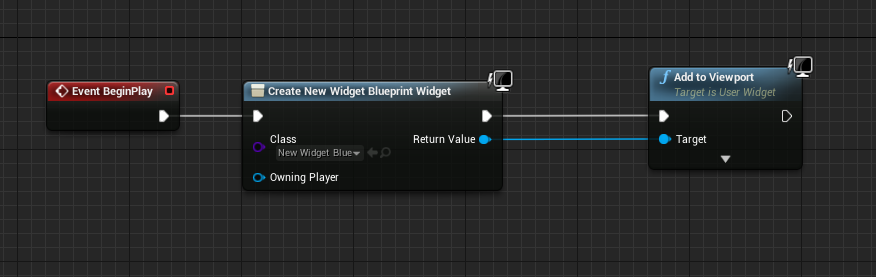 Event BeginPlay
Create New Widget Blueprint Widget
Class
New Widget Blue
Return Value
Owning Player
Add to Viewport
Target is User Widget
Target